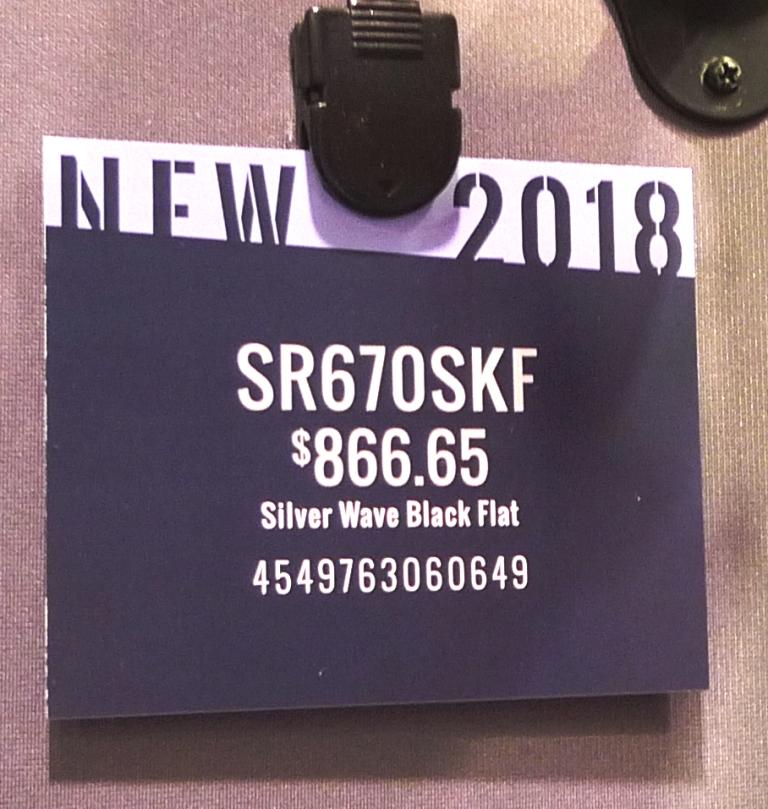 NEW 2018
SR670SKF
$866.65
Silver Wave Black Flat
4549763060649